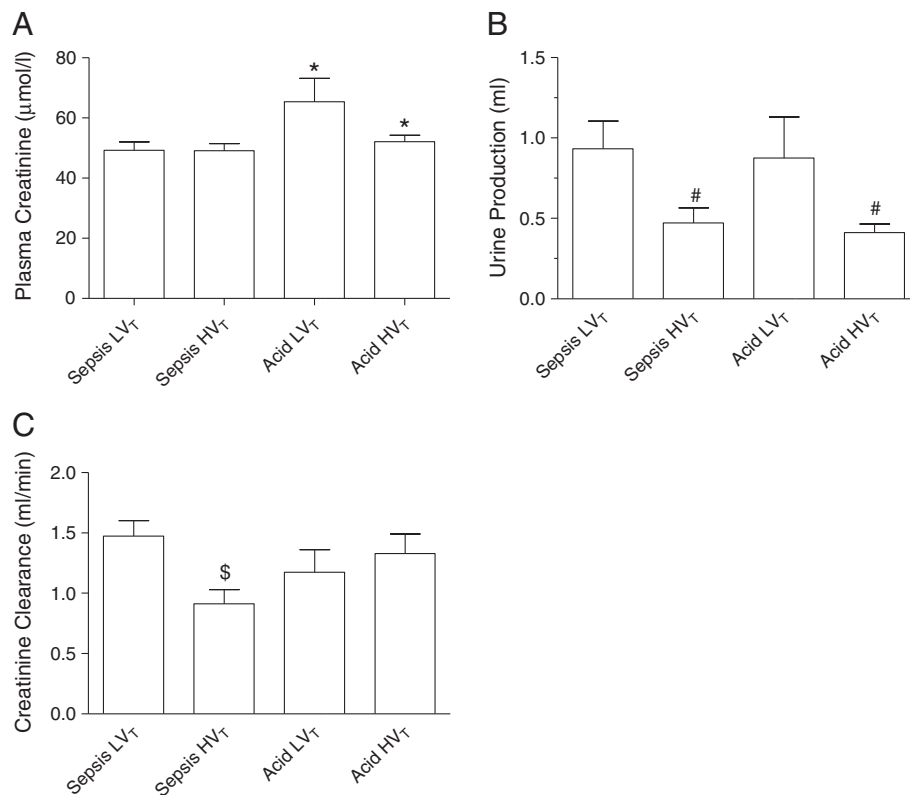 A
Plasma Creatinine (μmol/l)
80
60
40
20
0
*
*
Sepsis LVT
Sepsis HVT
Acid LVT
Acid HVT
B
Urine Production (ml)
1.5
1.0
0.5
0.0
#
#
Sepsis LVT
Sepsis HVT
Acid LVT
Acid HVT
C
Creatinine Clearance (ml/min)
2.0
1.5
1.0
0.5
0.0
$
Sepsis LVT
Sepsis HVT
Acid LVT
Acid HVT